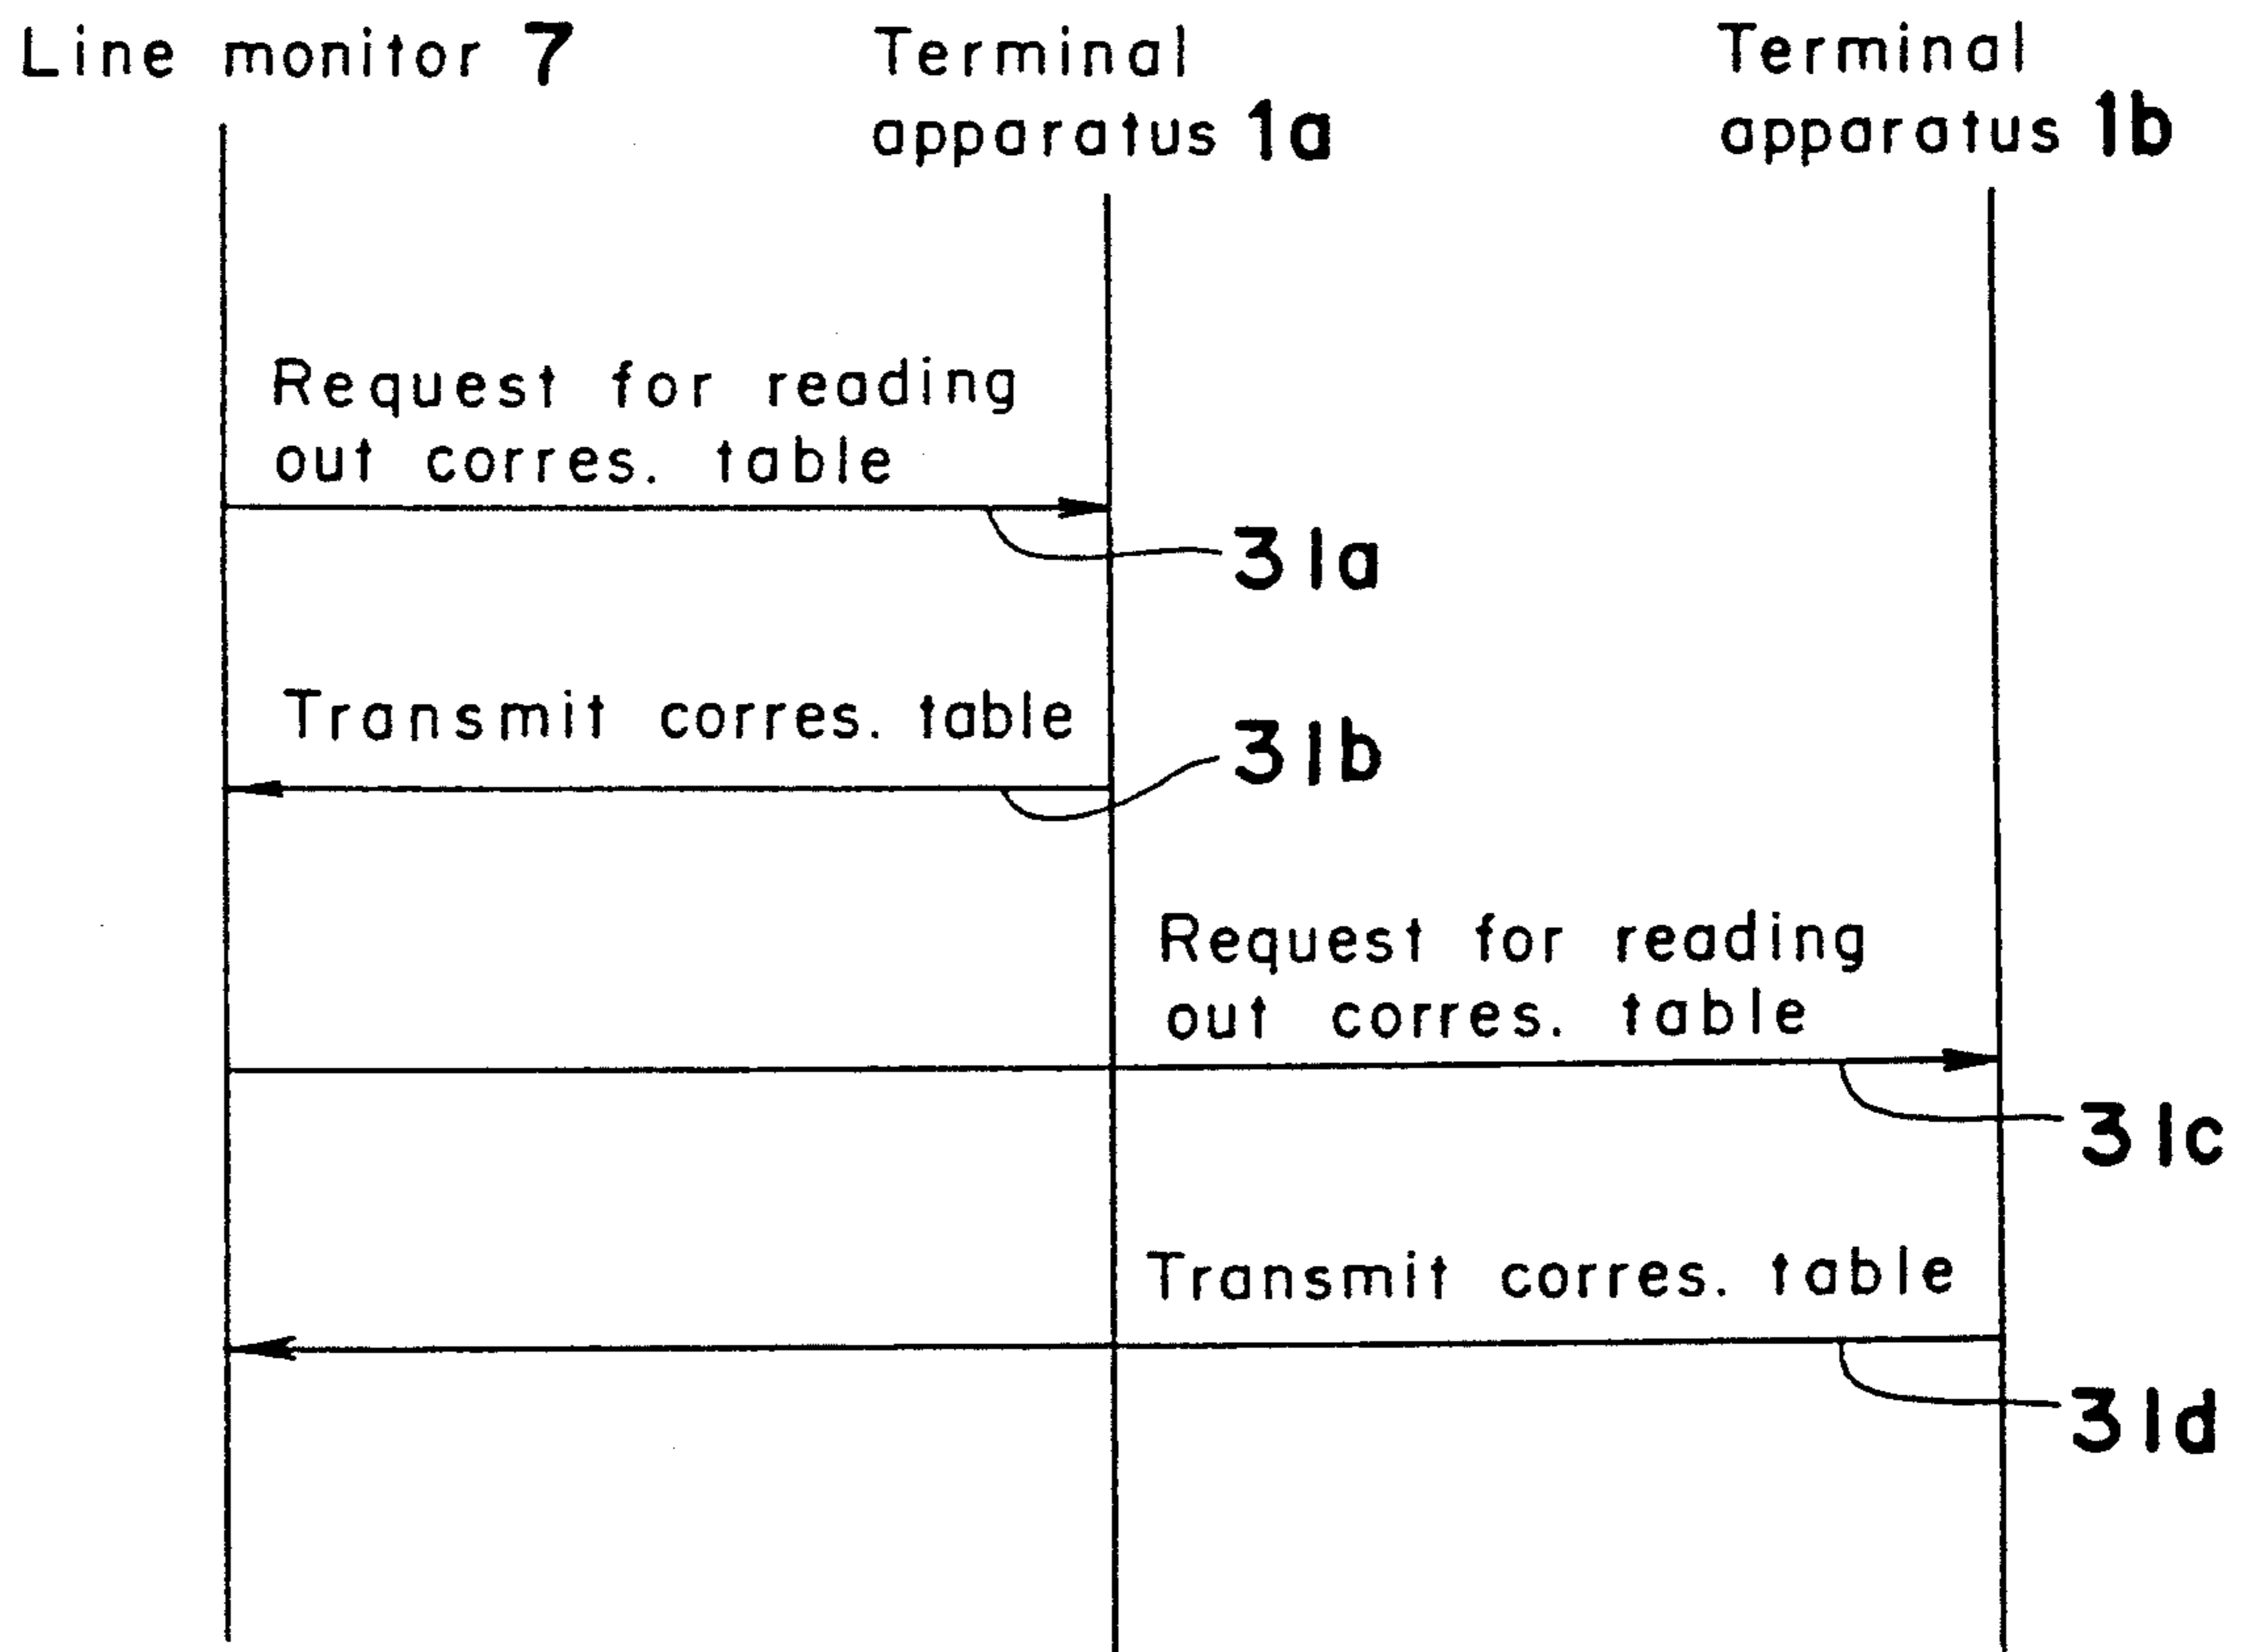 Line monitor 7
Terminal
apparatus 1a
Terminal
apparatus 1b
Request for reading
out corres. table
31a
Transmit corres. table
31b
Request for reading
out corres. table
31c
Transmit corres. table
31d